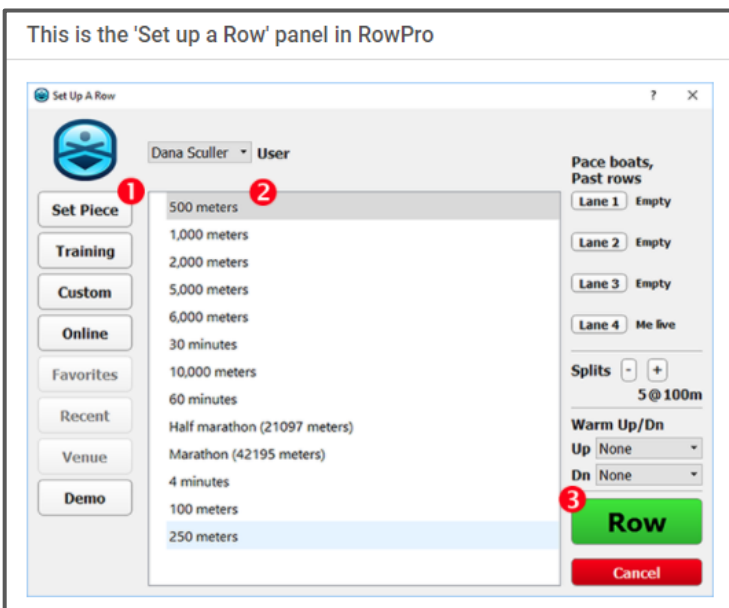 This is the 'Set up a Row' panel in RowPro
Set Up A Row
?
Dana Sculler
User
Pace boats,
Past rows
1
2
Set Piece
Training
Custom
Online
Favorites
Recent
Venue
Demo
500 meters
1,000 meters
2,000 meters
5,000 meters
6,000 meters
30 minutes
10,000 meters
60 minutes
Half marathon (21097 meters)
Marathon (42195 meters)
4 minutes
100 meters
250 meters
Lane 1 Empty
Lane 2 Empty
Lane 3 Empty
Lane 4 Me live
Splits - +
5@100m
Warm Up/Dn
Up None
Dn None
3
Row
Cancel